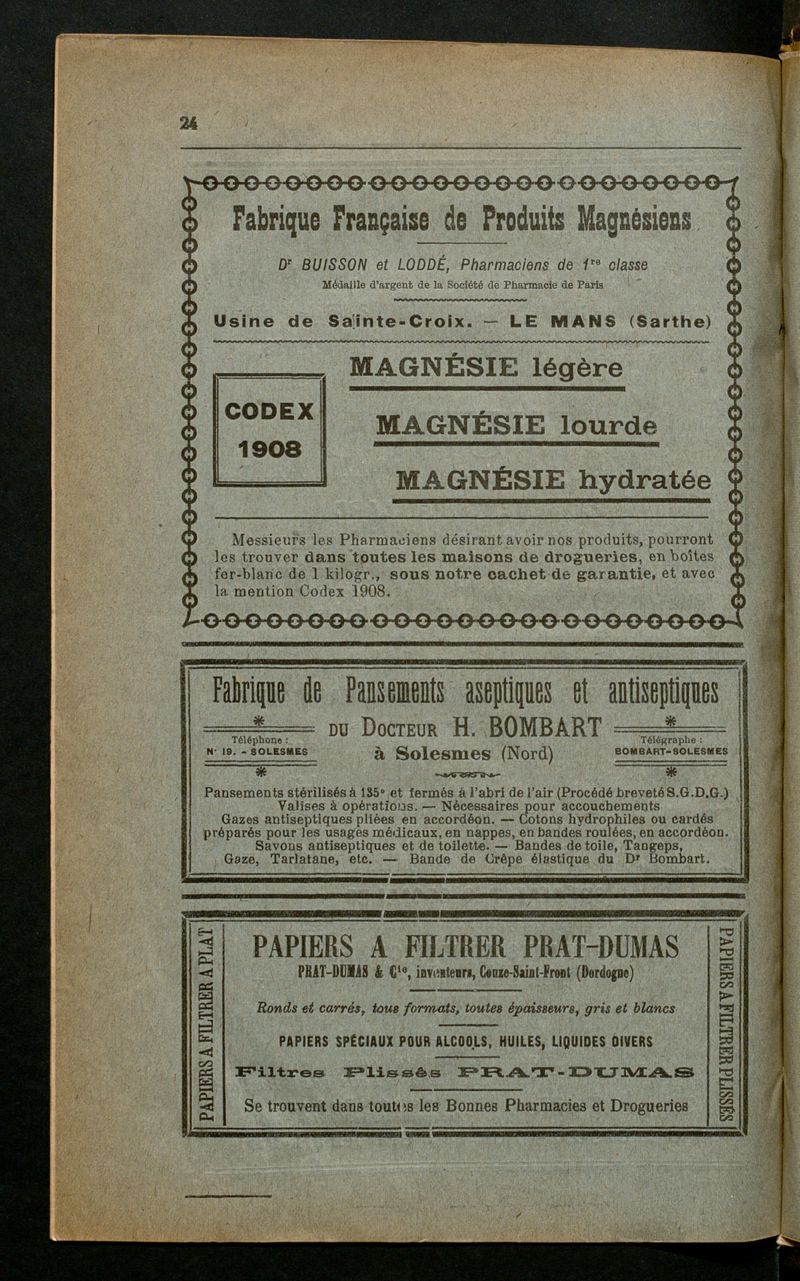 24
Fabrique Française de Produits Magnésiens
Dr BUISSON et LODDÉ, Pharmaciens de 1re classe
Médaille d'argent de la Société de Pharmacie de Paris
Usine de Sainte-Croix. — LE MANS (Sarthe)
MAGNÉSIE légère
CODEX
1908
MAGNÉSIE lourde
MAGNÉSIE hydratée
Messieurs les Pharmaciens désirant avoir nos produits, pourront
les trouver dans toutes les maisons de drogueries, en boîtes
fer-blanc de 1 kilogr., sous notre cachet de garantie, et avec
la mention Codex 1908.
Fabrique de Pansements aseptiques et antiseptiques
DU DOCTEUR H. BOMBART
Téléphone :
N· 19. - SOLESMES
à Solesmes (Nord)
Télégraphe :
BOMBART-SOLESMES
Pansements stérilisés à 135° et fermés à l'abri de l'air (Procédé breveté S.G.D.G.)
Valises à opérations. — Nécessaires pour accouchements
Gazes antiseptiques pliées en accordéon. — Cotons hydrophiles ou cardés
préparés pour les usages médicaux, en nappes, en bandes roulées, en accordéon.
Savons antiseptiques et de toilette. — Bandes de toile, Tangeps,
Gaze, Tarlatane, etc. — Bande de Crêpe élastique du Dr Bombart.
PAPIERS A FILTRER A PLAT
PAPIERS A FILTRER PRAT-DUMAS
PRAT-DUMAS & Cie, inventeurs, Couze-Saint-Front (Dordogne)
Ronds et carrés, tous formats, toutes épaisseurs, gris et blancs
PAPIERS SPÉCIAUX POUR ALCOOLS, HUILES, LIQUIDES DIVERS
Filtres Plissés PRAT-DUMAS
Se trouvent dans toutes les Bonnes Pharmacies et Drogueries
PAPIERS A FILTRER PLISSÉS